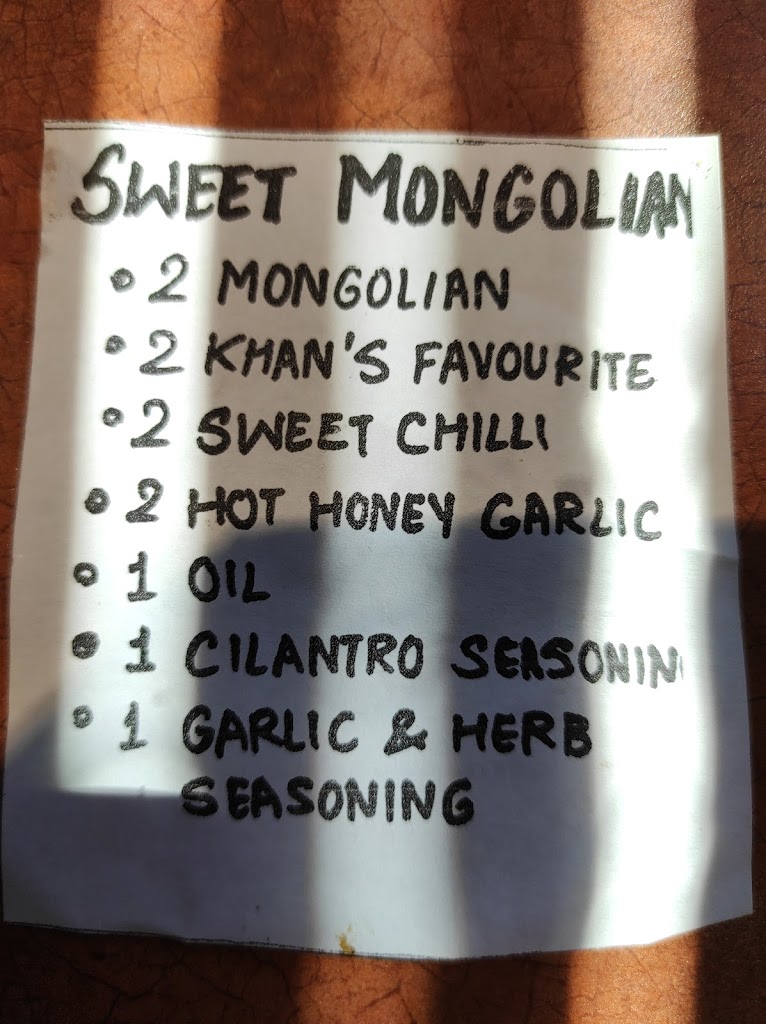 SWEET MONGOLIAN
• 2 MONGOLIAN
• 2 KHAN'S FAVOURITE
• 2 SWEET CHILLI
• 2 HOT HONEY GARLIC
• 1 OIL
• 1 CILANTRO SEASONIN
• 1 GARLIC & HERB
SEASONING